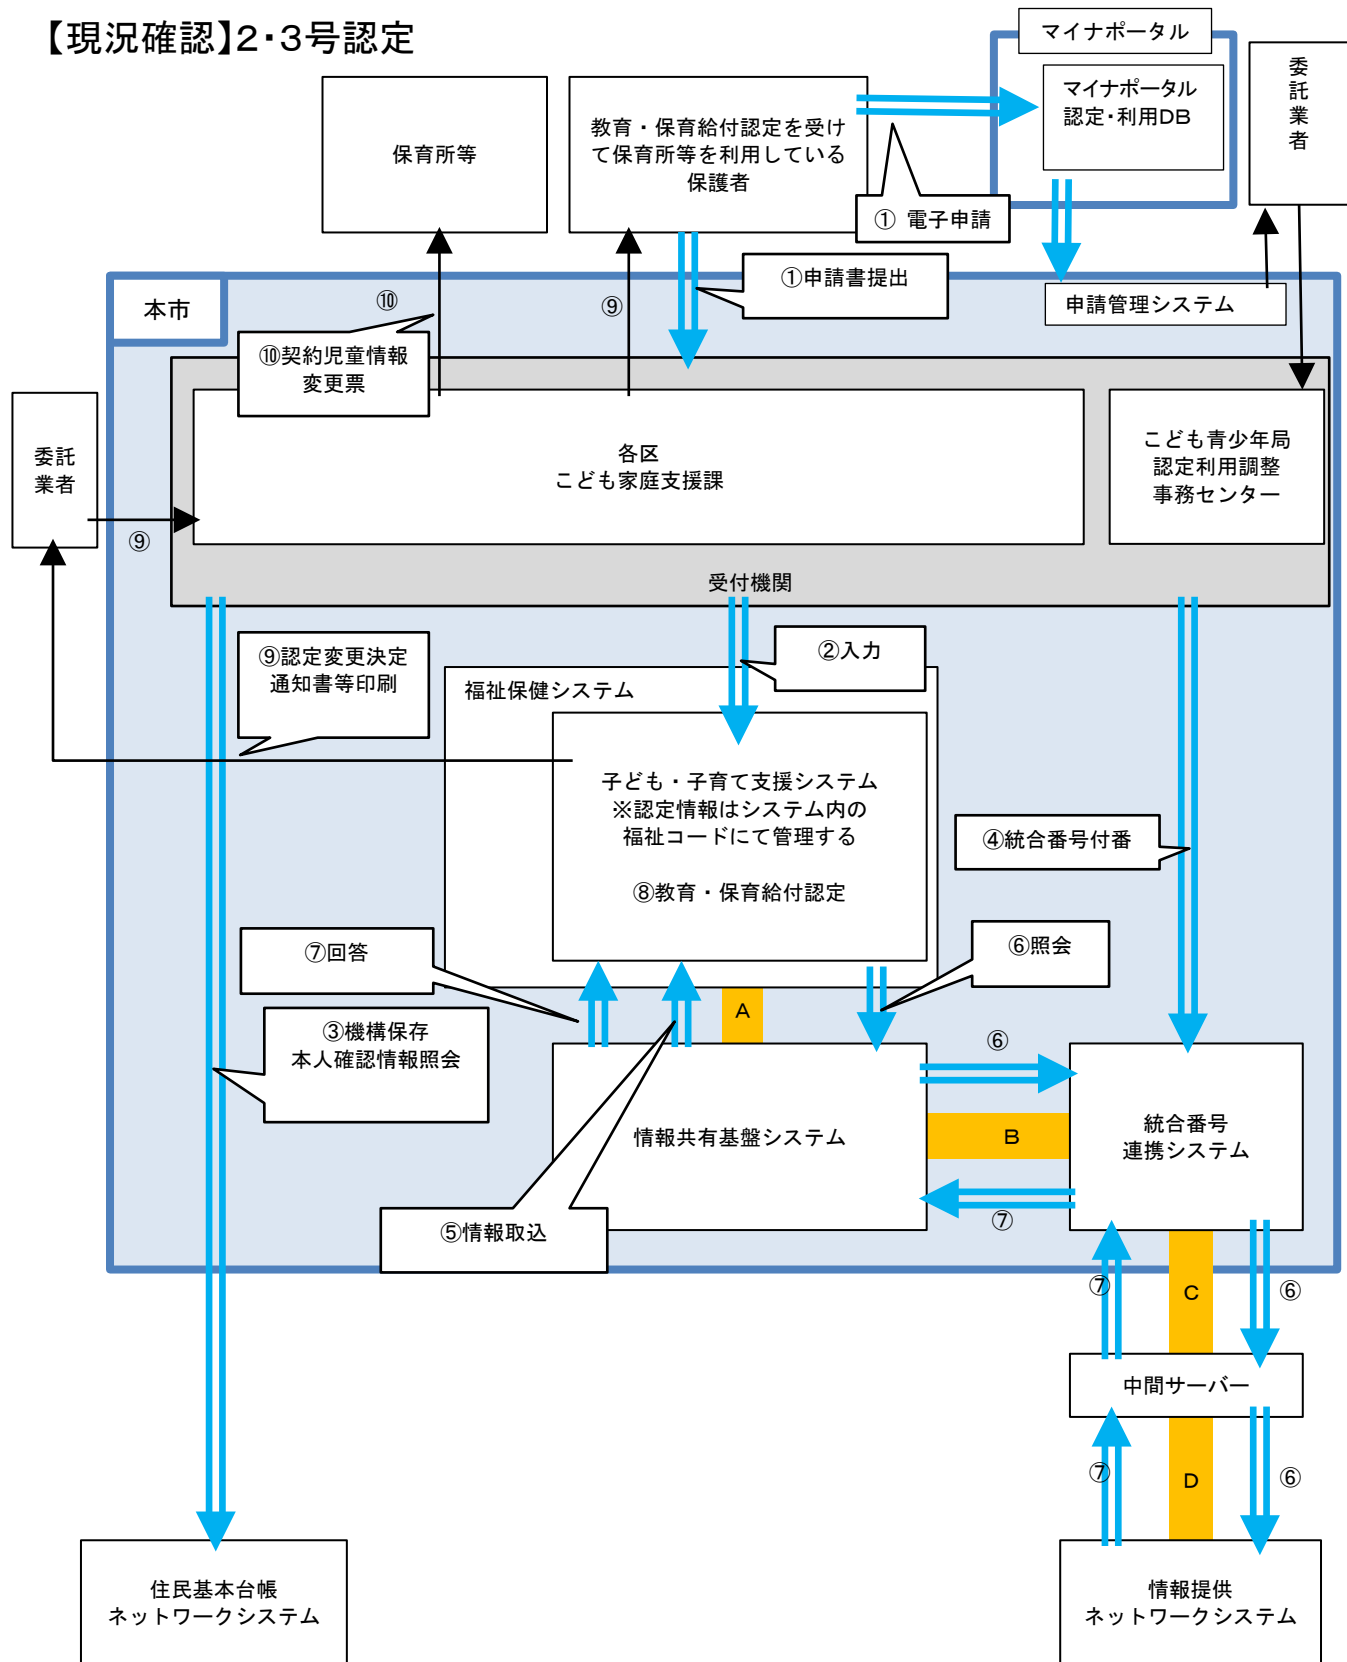 【現況確認】2・3号認定
マイナポータル
マイナポータル
認定・利用DB
委託業者
保育所等
教育・保育給付認定を受け
て保育所等を利用している
保護者
① 電子申請
①申請書提出
申請管理システム
本市
⑩
⑨
⑩契約児童情報
変更票
委託
業者
⑨
各区
こども家庭支援課
こども青少年局
認定利用調整
事務センター
受付機関
⑨認定変更決定
通知書等印刷
②入力
福祉保健システム
子ども・子育て支援システム
※認定情報はシステム内の
福祉コードにて管理する
⑧教育・保育給付認定
④統合番号付番
⑦回答
⑥照会
A
③機構保存
本人確認情報照会
⑥
情報共有基盤システム
B
統合番号
連携システム
⑦
⑤情報取込
⑦
C
⑥
中間サーバー
⑦
D
⑥
住民基本台帳
ネットワークシステム
情報提供
ネットワークシステム